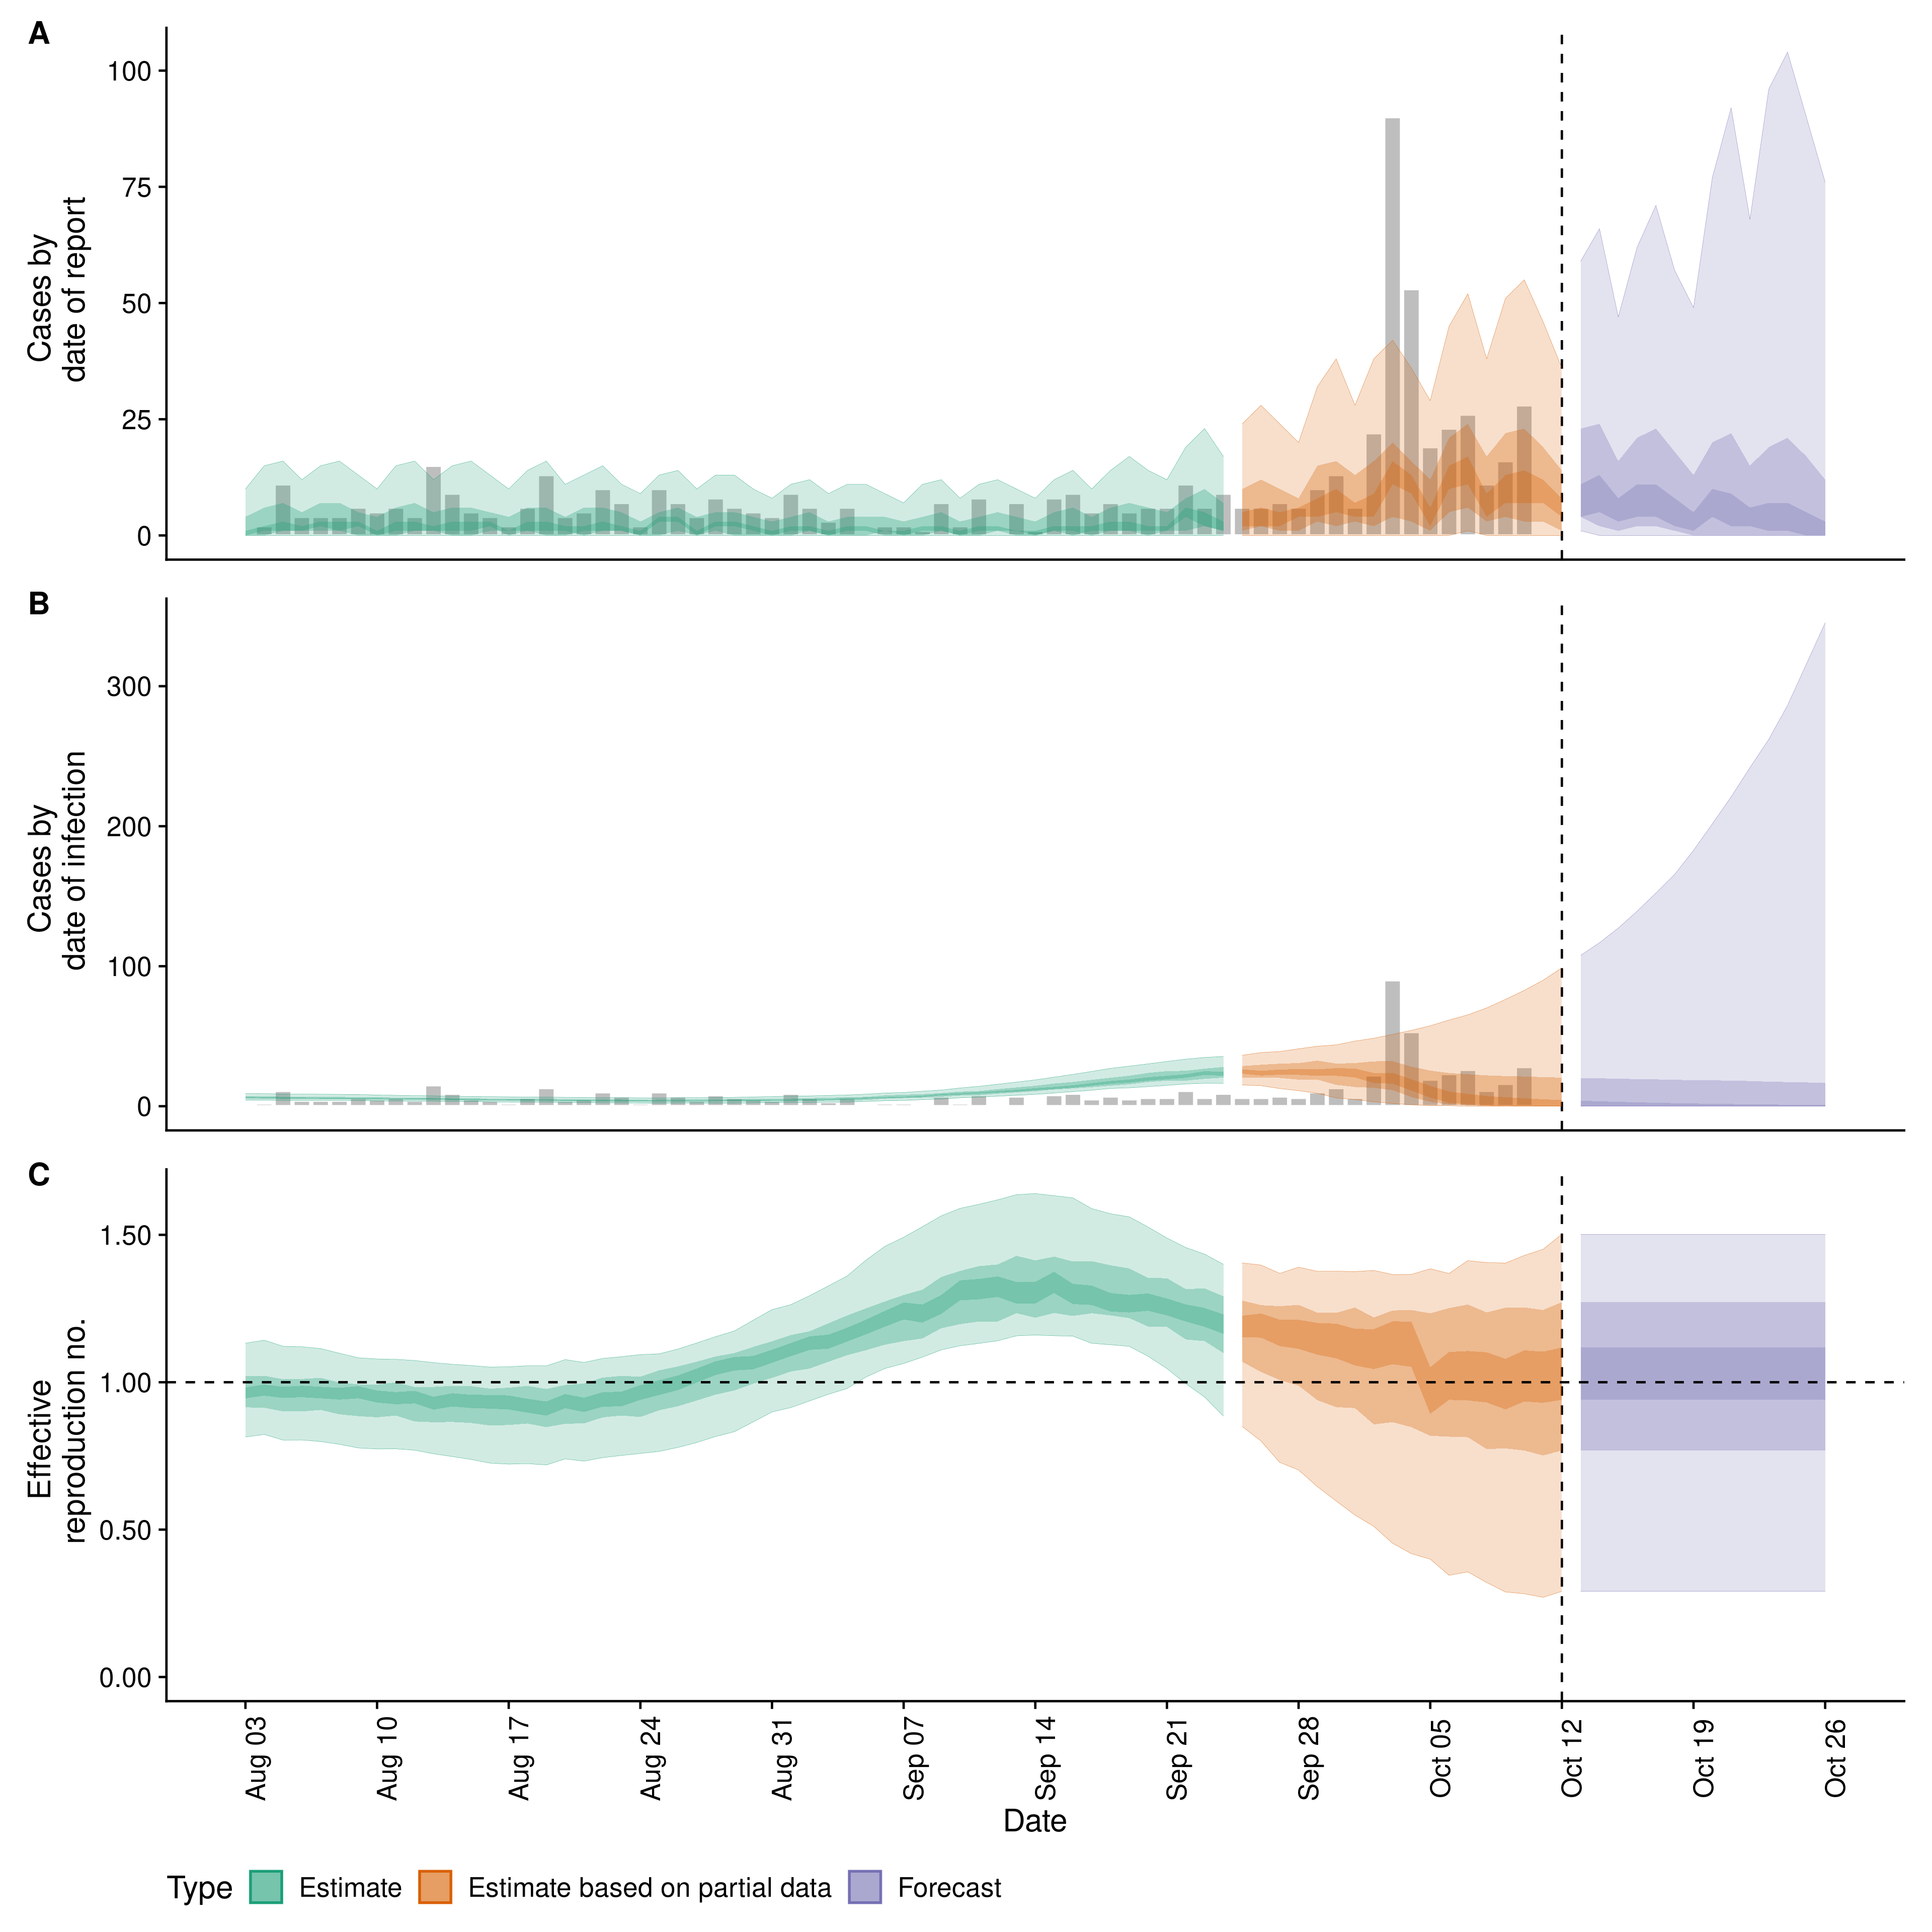 A
Cases by
date of report
100
75
50
25
0
B
Cases by
date of infection
300
200
100
0
C
Effective
reproduction no.
1.50
1.00
0.50
0.00
Aug 03
Aug 10
Aug 17
Aug 24
Aug 31
Sep 07
Sep 14
Sep 21
Sep 28
Oct 05
Oct 12
Oct 19
Oct 26
Date
Type Estimate Estimate based on partial data Forecast